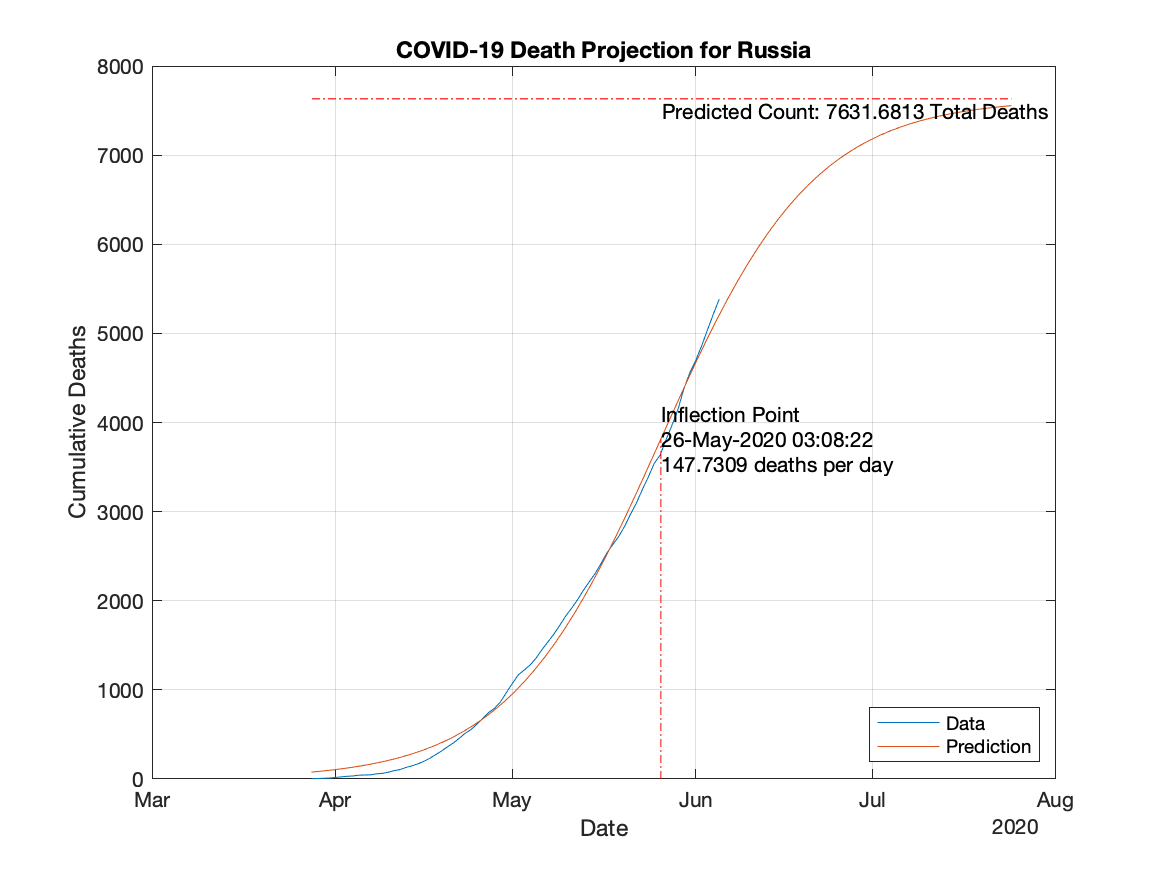 COVID-19 Death Projection for Russia
8000
7000
6000
5000
4000
3000
2000
1000
0
Cumulative Deaths
Predicted Count: 7631.6813 Total Deaths
Inflection Point
26-May-2020 03:08:22
147.7309 deaths per day
Data
Prediction
Mar Apr May Jun Jul Aug
Date
2020